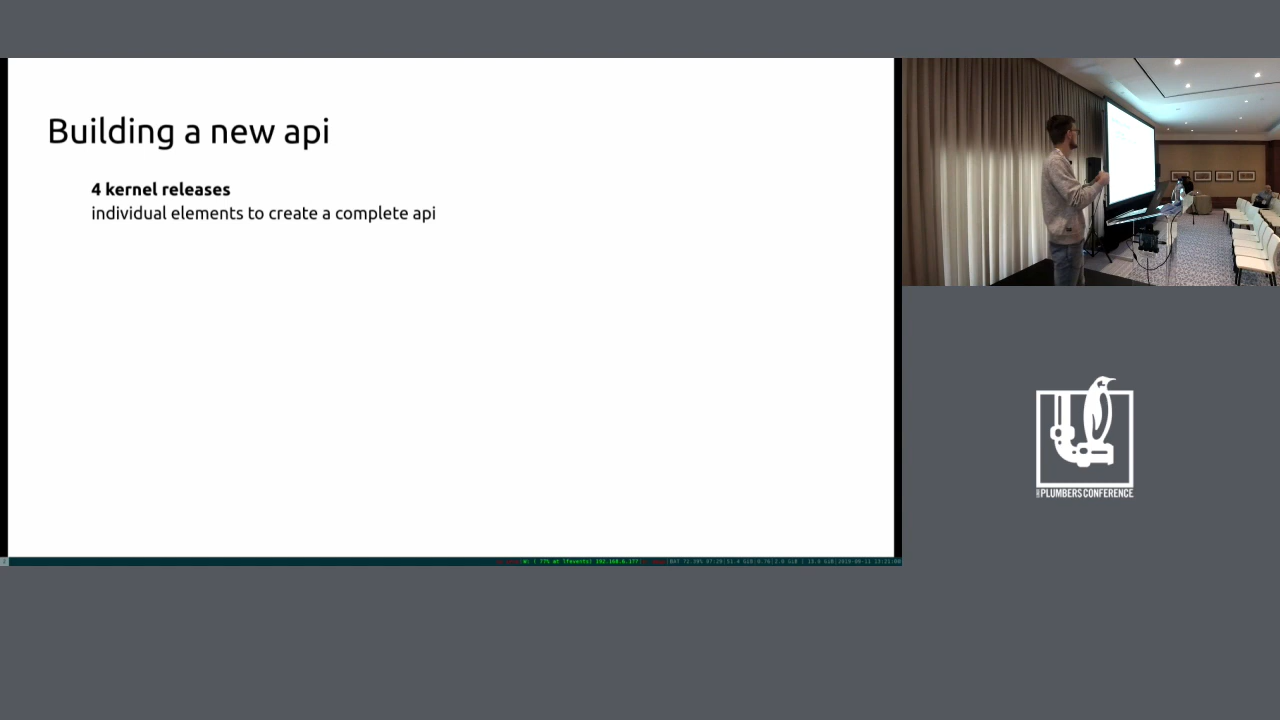 Building a new api
4 kernel releases
individual elements to create a complete api
PLUMBERS CONFERENCE